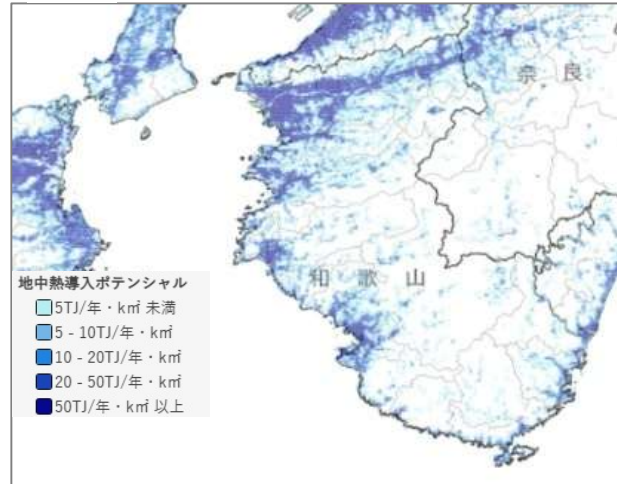 奈良
和歌山
地中熱導入ポテンシャル
5TJ/年・k㎡ 未満
5 - 10TJ/年・k㎡
10 - 20TJ/年・k㎡
20 - 50TJ/年・k㎡
50TJ/年・k㎡ 以上